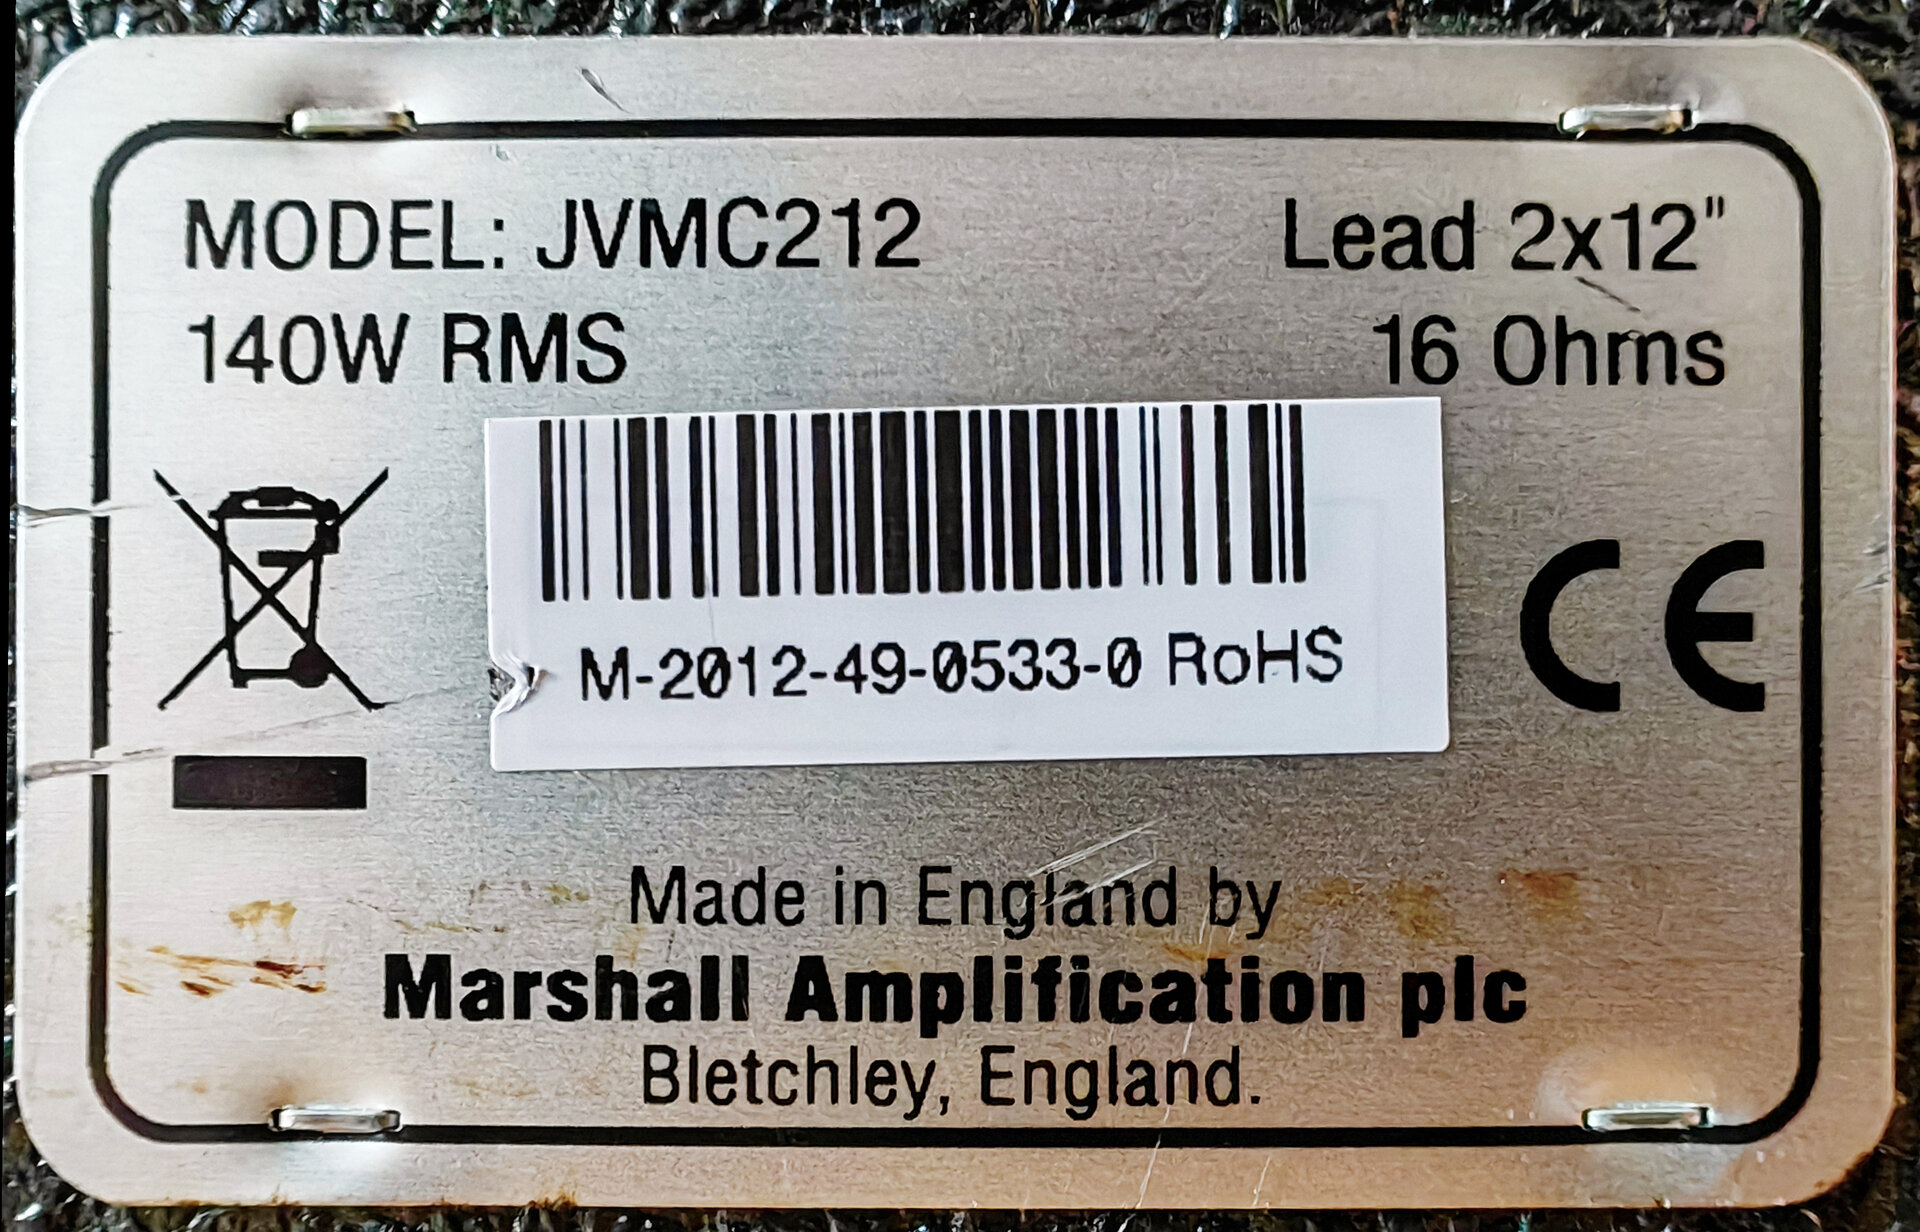 MODEL: JVMC212 Lead 2x12"
140W RMS 16 Ohms
M-2012-49-0533-0 RoHS
CE
Made in England by
Marshall Amplification plc
Bletchley, England.